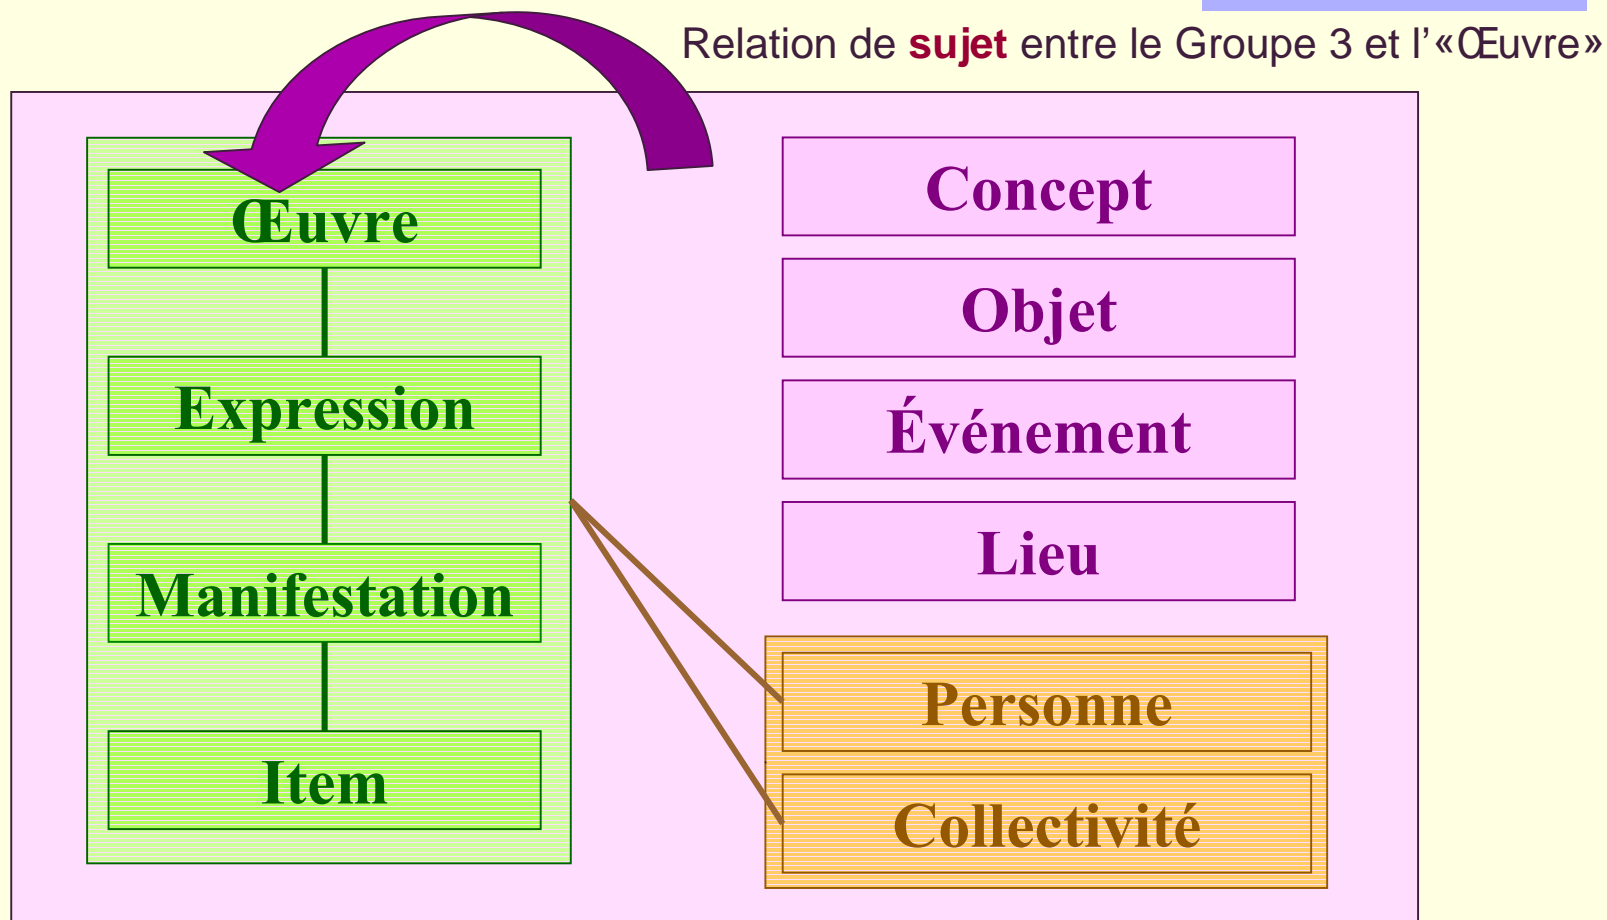 Relation de sujet entre le Groupe 3 et l'«Œuvre»
Œuvre
Expression
Manifestation
Item
Concept
Objet
Événement
Lieu
Personne
Collectivité